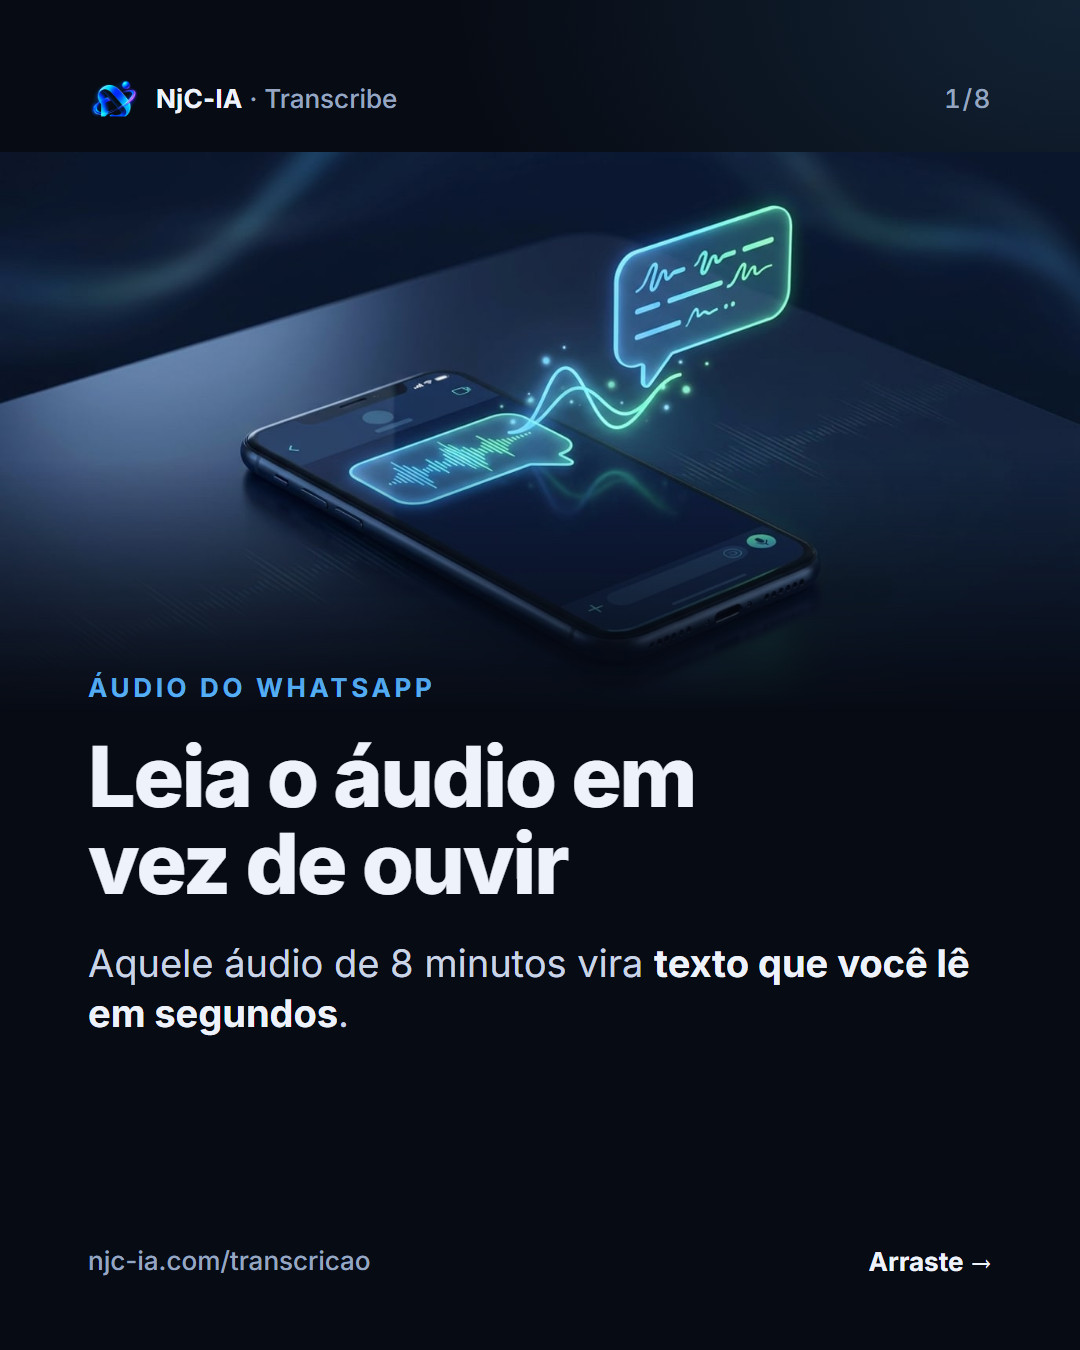 NjC-IA · Transcribe
1/8
ÁUDIO DO WHATSAPP
Leia o áudio em
vez de ouvir
Aquele áudio de 8 minutos vira texto que você lê
em segundos.
njc-ia.com/transcricao
Arraste →